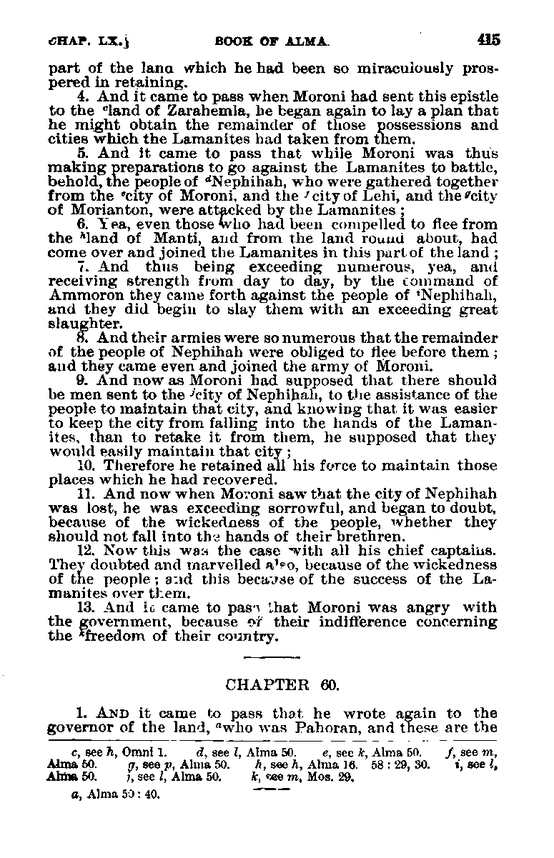 CHAP. LX.] BOOK OF ALMA. 415
part of the land which he had been so miraculously pros-
pered in retaining.
4. And it came to pass when Moroni had sent this epistle
to the ᶜland of Zarahemla, he began again to lay a plan that
he might obtain the remainder of those possessions and
cities which the Lamanites had taken from them.
5. And it came to pass that while Moroni was thus
making preparations to go against the Lamanites to battle,
behold, the people of ᵈNephihah, who were gathered together
from the ᵉcity of Moroni, and the ᶠcity of Lehi, and the ᵍcity
of Morianton, were attacked by the Lamanites;
6. Yea, even those who had been compelled to flee from
the ʰland of Manti, and from the land round about, had
come over and joined the Lamanites in this part of the land;
7. And thus being exceeding numerous, yea, and
receiving strength from day to day, by the command of
Ammoron they came forth against the people of ⁱNephihah,
and they did begin to slay them with an exceeding great
slaughter.
8. And their armies were so numerous that the remainder
of the people of Nephihah were obliged to flee before them;
and they came even and joined the army of Moroni.
9. And now as Moroni had supposed that there should
be men sent to the ʲcity of Nephihah, to the assistance of the
people to maintain that city, and knowing that it was easier
to keep the city from falling into the hands of the Laman-
ites, than to retake it from them, he supposed that they
would easily maintain that city;
10. Therefore he retained all his force to maintain those
places which he had recovered.
11. And now when Moroni saw that the city of Nephihah
was lost, he was exceeding sorrowful, and began to doubt,
because of the wickedness of the people, whether they
should not fall into the hands of their brethren.
12. Now this was the case with all his chief captains.
They doubted and marvelled also, because of the wickedness
of the people; and this because of the success of the La-
manites over them.
13. And it came to pass that Moroni was angry with
the government, because of their indifference concerning
the ᵏfreedom of their country.
CHAPTER 60.
1. AND it came to pass that he wrote again to the
governor of the land, ᵃwho was Pahoran, and these are the
c, see h, Omni 1. d, see l, Alma 50. e, see k, Alma 50. f, see m,
Alma 50. g, see p, Alma 50. h, see h, Alma 16. 58: 29, 30. i, see l,
Alma 50. j, see l, Alma 50. k, see m, Mos. 29.
a, Alma 50: 40.